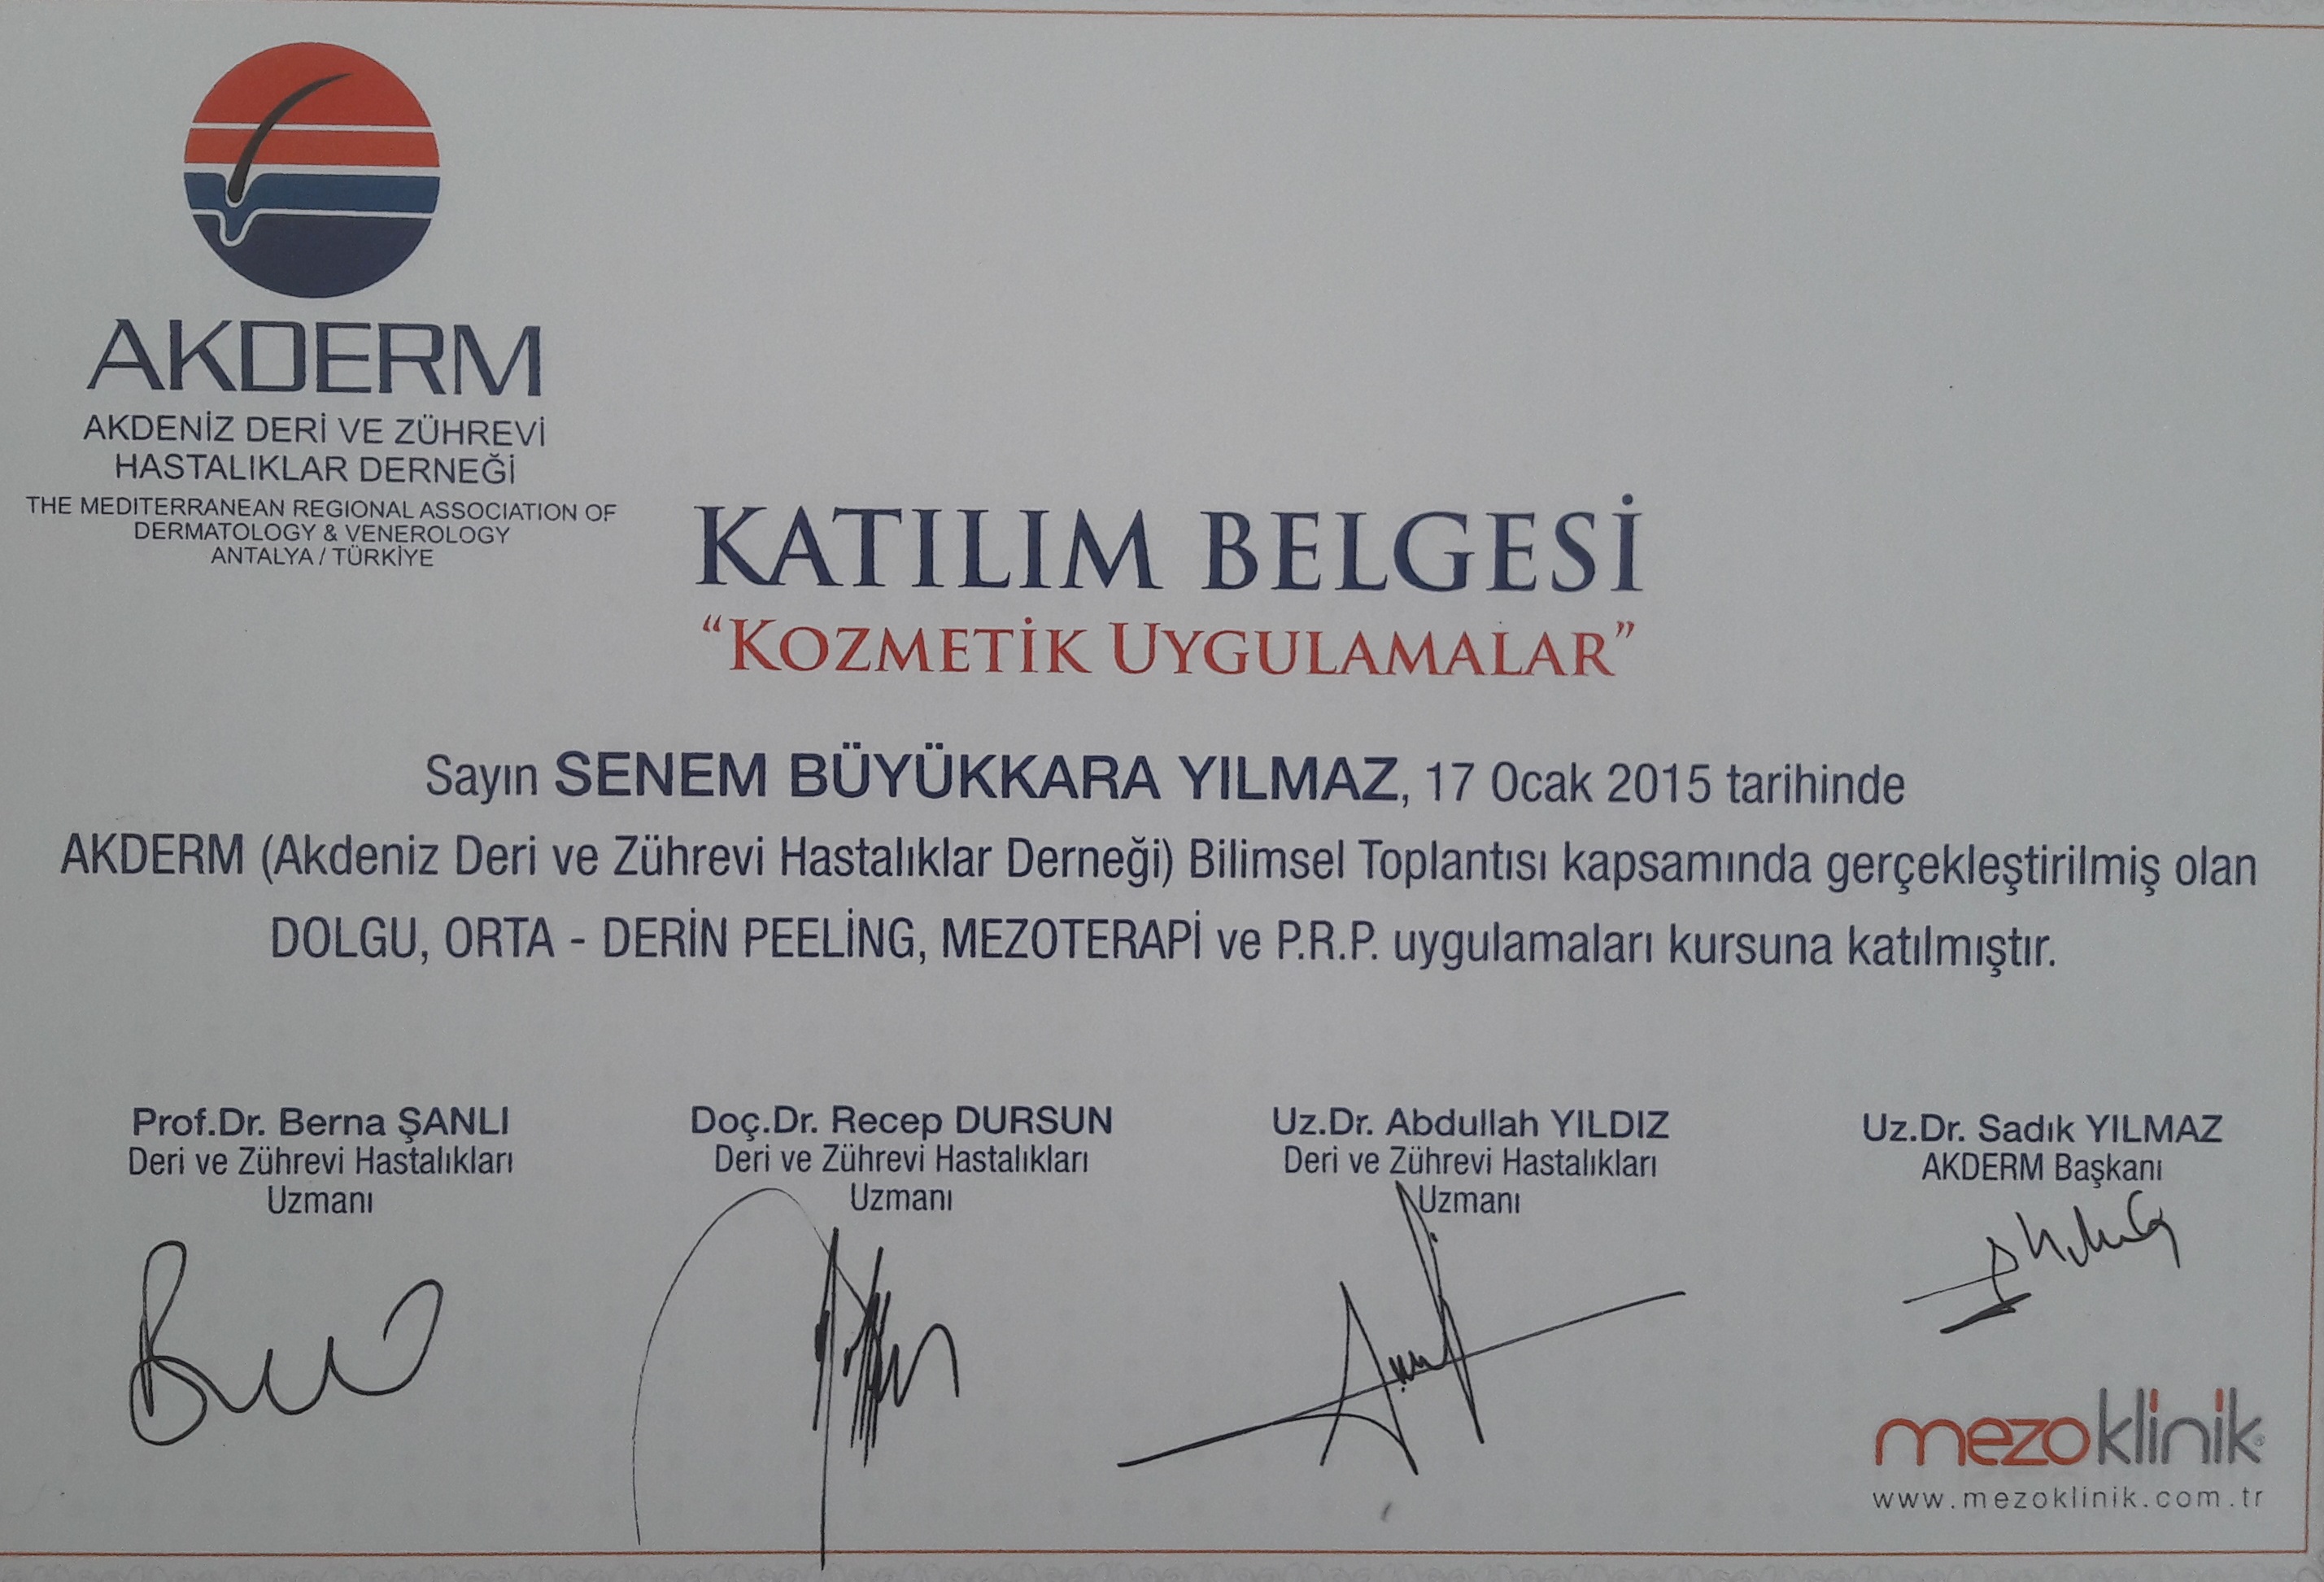 AKDERM
AKDENİZ DERİ VE ZÜHREVİ
HASTALIKLAR DERNEĞİ
THE MEDITERRANEAN REGIONAL ASSOCIATION OF
DERMATOLOGY & VENEROLOGY
ANTALYA / TÜRKİYE
KATILIM BELGESİ
“KOZMETİK UYGULAMALAR”
Sayın SENEM BÜYÜKKARA YILMAZ, 17 Ocak 2015 tarihinde
AKDERM (Akdeniz Deri ve Zührevi Hastalıklar Derneği) Bilimsel Toplantısı kapsamında gerçekleştirilmiş olan
DOLGU, ORTA - DERİN PEELİNG, MEZOTERAPİ ve P.R.P. uygulamaları kursuna katılmıştır.
Prof.Dr. Berna ŞANLI
Deri ve Zührevi Hastalıkları
Uzmanı
Doç.Dr. Recep DURSUN
Deri ve Zührevi Hastalıkları
Uzmanı
Uz.Dr. Abdullah YILDIZ
Deri ve Zührevi Hastalıkları
Uzmanı
Uz.Dr. Sadık YILMAZ
AKDERM Başkanı
mezoklinik
www.mezoklinik.com.tr